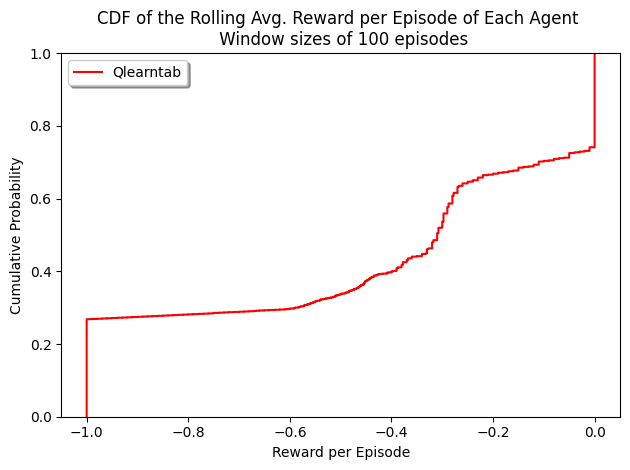 CDF of the Rolling Avg. Reward per Episode of Each Agent
Window sizes of 100 episodes
Qlearntab
1.0
0.8
0.6
0.4
0.2
0.0
Cumulative Probability
−1.0 −0.8 −0.6 −0.4 −0.2 0.0
Reward per Episode